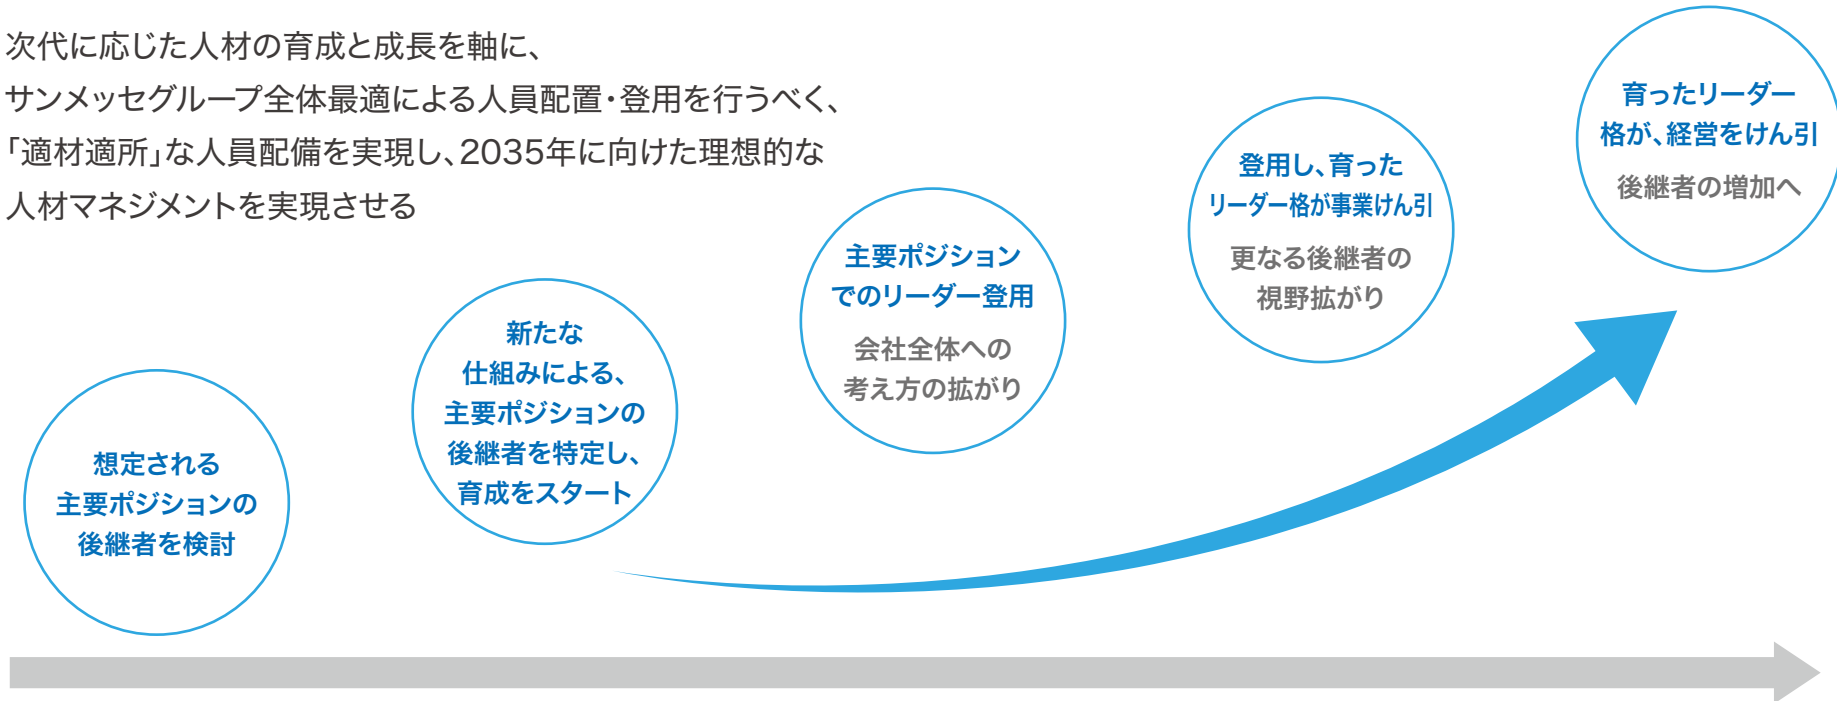 次代に応じた人材の育成と成長を軸に、
サンメッセグループ全体最適による人員配置・登用を行うべく、
「適材適所」な人員配備を実現し、2035年に向けた理想的な
人材マネジメントを実現させる
想定される
主要ポジションの
後継者を検討
新たな
仕組みによる、
主要ポジションの
後継者を特定し、
育成をスタート
主要ポジション
でのリーダー登用
会社全体への
考え方の拡がり
登用し、育った
リーダー格が事業けん引
更なる後継者の
視野拡がり
育ったリーダー
格が、経営をけん引
後継者の増加へ